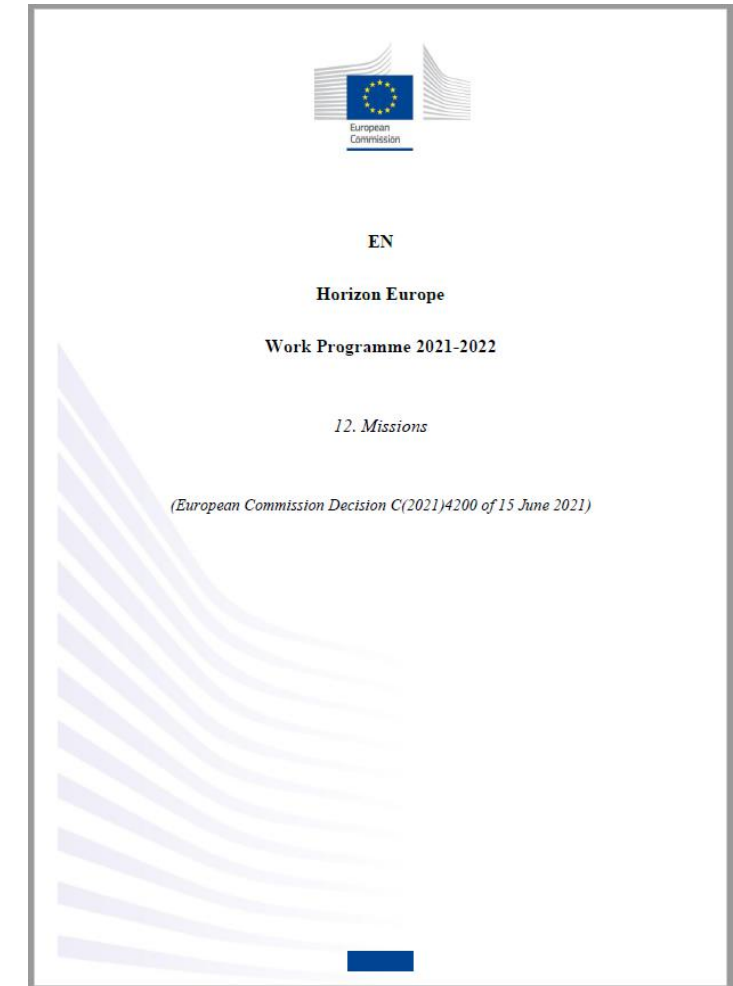 European
Commission
EN
Horizon Europe
Work Programme 2021-2022
12. Missions
(European Commission Decision C(2021)4200 of 15 June 2021)